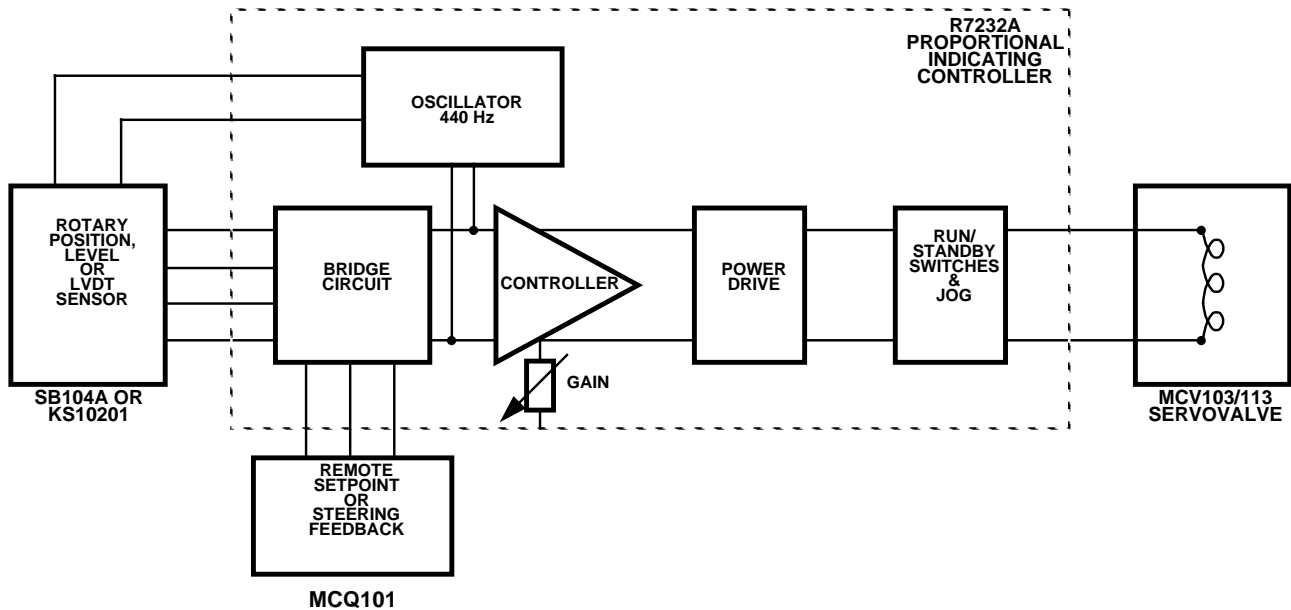 R7232A
PROPORTIONAL
INDICATING
CONTROLLER
OSCILLATOR
440 Hz
ROTARY
POSITION,
LEVEL
OR
LVDT
SENSOR
SB104A OR
KS10201
BRIDGE
CIRCUIT
CONTROLLER
GAIN
POWER
DRIVE
RUN/
STANDBY
SWITCHES
&
JOG
MCV103/113
SERVOVALVE
REMOTE
SETPOINT
OR
STEERING
FEEDBACK
MCQ101